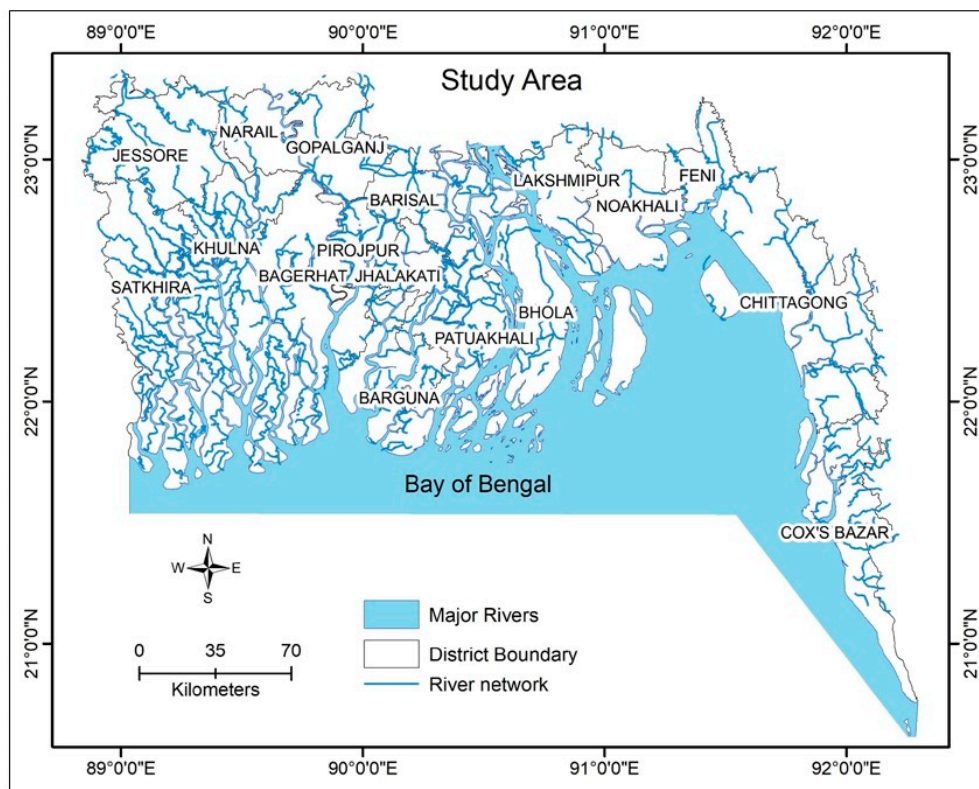 89°0'0"E 90°0'0"E 91°0'0"E 92°0'0"E
Study Area
23°0'0"N
23°0'0"N
NARAIL
GOPALGANJ
JESSORE
FENI
LAKSHMIPUR
BARISAL
NOAKHALI
KHULNA
PIROJPUR
BAGERHAT
JHALAKATI
SATKHIRA
CHITTAGONG
BHOLA
PATUAKHALI
BARGUNA
22°0'0"N
22°0'0"N
Bay of Bengal
COX'S BAZAR
N
W
E
S
Major Rivers
District Boundary
River network
0 35 70
Kilometers
21°0'0"N
21°0'0"N
89°0'0"E 90°0'0"E 91°0'0"E 92°0'0"E